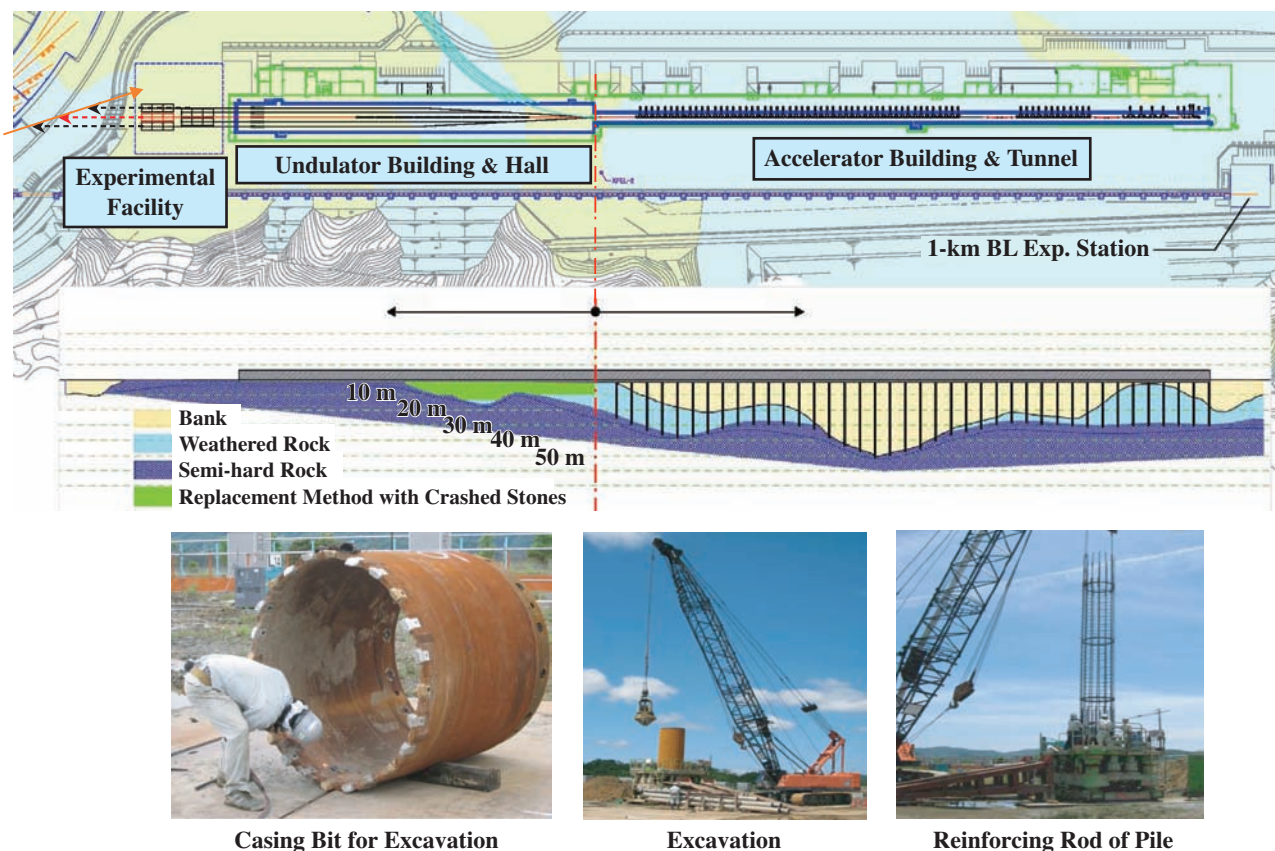 Experimental
Facility
Undulator Building & Hall
Accelerator Building & Tunnel
1-km BL Exp. Station
10 m
20 m
30 m
40 m
50 m
Bank
Weathered Rock
Semi-hard Rock
Replacement Method with Crashed Stones
Casing Bit for Excavation
Excavation
Reinforcing Rod of Pile